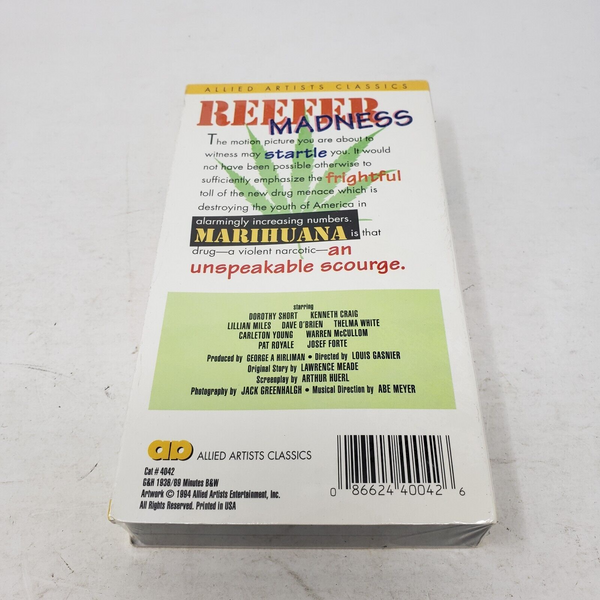 ALLIED ARTISTS CLASSICS
REEFER
MADNESS
The motion picture you are about to
witness may startle you. It would
not have been possible otherwise to
sufficiently emphasize the frightful
toll of the new drug menace which is
destroying the youth of America in
alarmingly increasing numbers.
MARIHUANA is that
drug—a violent narcotic—an
unspeakable scourge.
starring
DOROTHY SHORT KENNETH CRAIG
LILLIAN MILES DAVE O'BRIEN THELMA WHITE
CARLETON YOUNG WARREN McCULLOM
PAT ROYALE JOSEF FORTE
Produced by GEORGE A HIRLIMAN • Directed by LOUIS GASNIER
Original Story by LAWRENCE MEADE
Screenplay by ARTHUR HUERL
Photography by JACK GREENHALGH • Musical Direction by ABE MEYER
ao ALLIED ARTISTS CLASSICS
Cat # 4042
G&H 1938/69 Minutes B&W
Artwork © 1994 Allied Artists Entertainment, Inc.
All Rights Reserved. Printed in USA
0 86624 40042 6